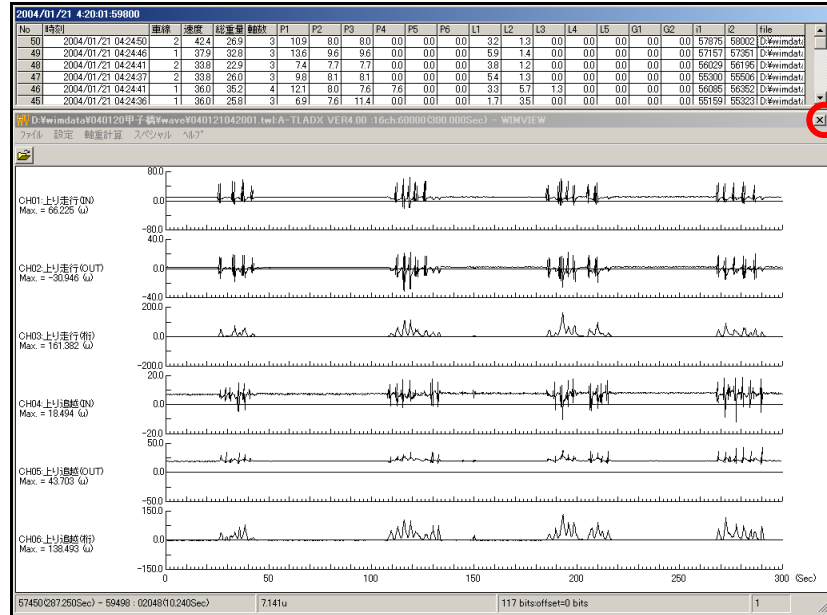 2004/01/21 4:20:01:59800
No 時刻 車線 速度 総重量 軸数 P1 P2 P3 P4 P5 P6 L1 L2 L3 L4 L5 G1 G2 i1 i2 file
50 2004/01/21 04:24:50 2 42.4 26.9 3 10.9 8.0 8.0 0.0 0.0 0.0 3.2 1.3 0.0 0.0 0.0 0.0 0.0 57875 58002 D:¥wimdat
49 2004/01/21 04:24:46 1 37.9 32.8 3 13.6 9.6 9.6 0.0 0.0 0.0 5.9 1.4 0.0 0.0 0.0 0.0 0.0 57157 57351 D:¥wimdat
48 2004/01/21 04:24:41 2 33.8 22.9 3 7.4 7.7 7.7 0.0 0.0 0.0 3.8 1.2 0.0 0.0 0.0 0.0 0.0 56029 56195 D:¥wimdat
47 2004/01/21 04:24:37 2 33.8 26.0 3 9.8 8.1 8.1 0.0 0.0 0.0 5.4 1.3 0.0 0.0 0.0 0.0 0.0 55300 55506 D:¥wimdat
46 2004/01/21 04:24:41 1 36.0 35.2 4 12.1 8.0 7.6 7.6 0.0 0.0 3.3 5.7 1.3 0.0 0.0 0.0 0.0 56085 56352 D:¥wimdat
45 2004/01/21 04:24:36 1 36.0 25.8 3 6.9 7.6 11.4 0.0 0.0 0.0 1.7 3.5 0.0 0.0 0.0 0.0 0.0 55159 55323 D:¥wimdat
D:¥wimdata¥040120甲子橋¥wave¥040121042001.twl:A-TLADX VER4.00 :16ch:60000(300.000Sec) - WIMVIEW
ファイル 設定 軸重計算 スペシャル ヘルプ
80.0
CH01:上り走行(IN)
0.0
Max. = 66.225 (u)
-80.0
40.0
CH02:上り走行(OUT)
0.0
Max. = -30.946 (u)
-40.0
200.0
CH03:上り走行(桁)
0.0
Max. = 161.382 (u)
-200.0
20.0
CH04:上り追越(IN)
0.0
Max. = 18.494 (u)
-20.0
50.0
CH05:上り追越(OUT)
0.0
Max. = 43.703 (u)
-50.0
150.0
CH06:上り追越(桁)
0.0
Max. = 138.493 (u)
-150.0
0 50 100 150 200 250 300 (Sec)
57450(287.250Sec) - 59498 : 02048(10.240Sec) 7.141u 117 bits:offset=0 bits 1